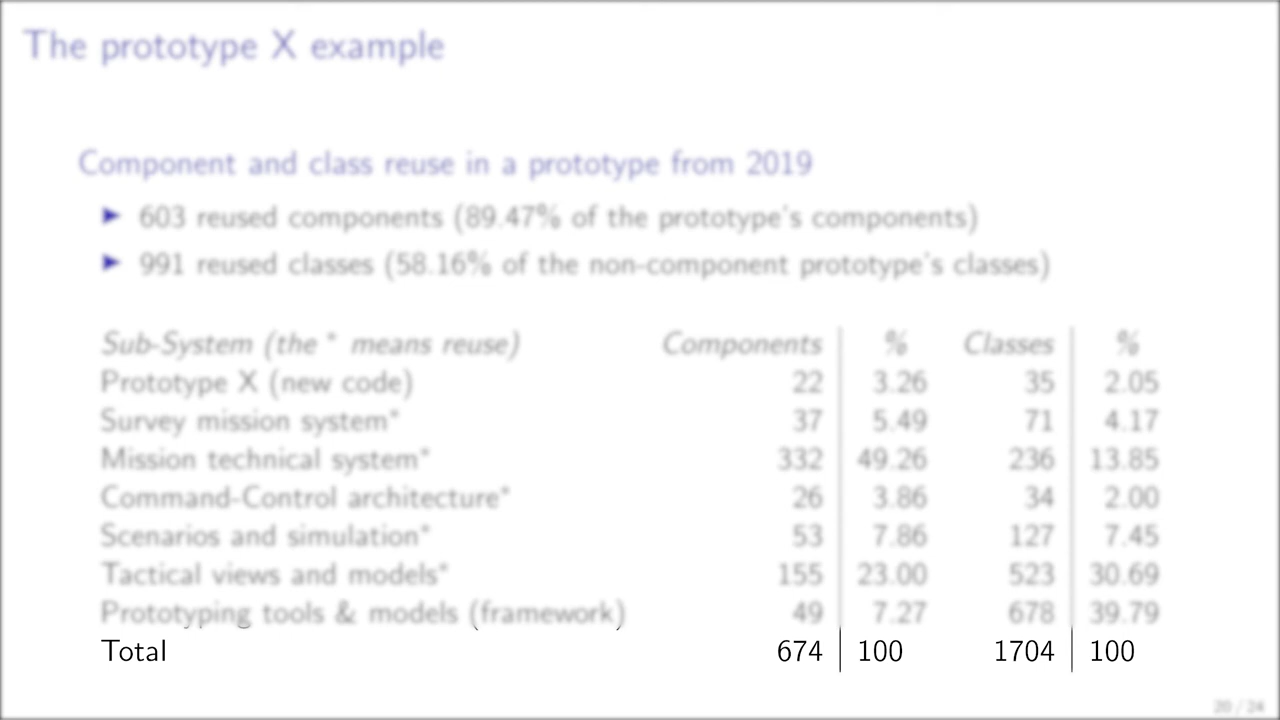 The prototype X example
Component and class reuse in a prototype from 2019
▶ 603 reused components (89.47% of the prototype's components)
▶ 991 reused classes (58.16% of the non-component prototype's classes)
Sub-System (the * means reuse) Components % Classes %
Prototype X (new code) 22 3.26 35 2.05
Survey mission system* 37 5.49 71 4.17
Mission technical system* 332 49.26 236 13.85
Command-Control architecture* 26 3.86 34 2.00
Scenarios and simulation* 53 7.86 127 7.45
Tactical views and models* 155 23.00 523 30.69
Prototyping tools & models (framework) 49 7.27 678 39.79
Total 674 100 1704 100
20 / 24